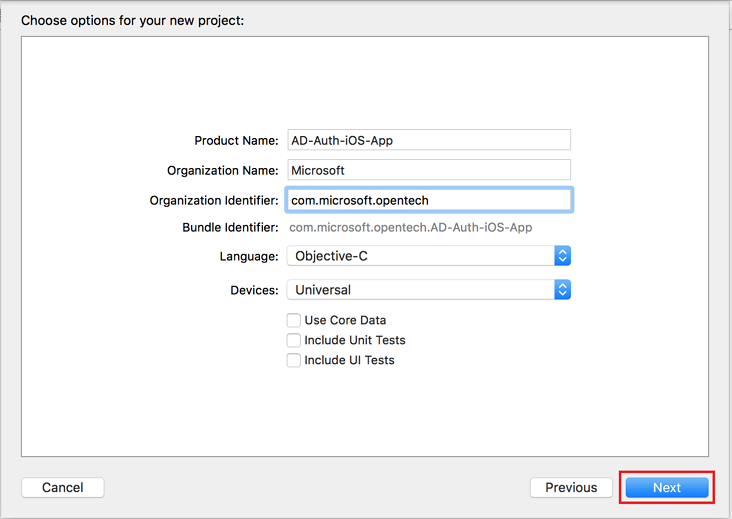 Choose options for your new project:
Product Name: AD-Auth-iOS-App
Organization Name: Microsoft
Organization Identifier: com.microsoft.opentech
Bundle Identifier: com.microsoft.opentech.AD-Auth-iOS-App
Language: Objective-C
Devices: Universal
Use Core Data
Include Unit Tests
Include UI Tests
Cancel Previous Next